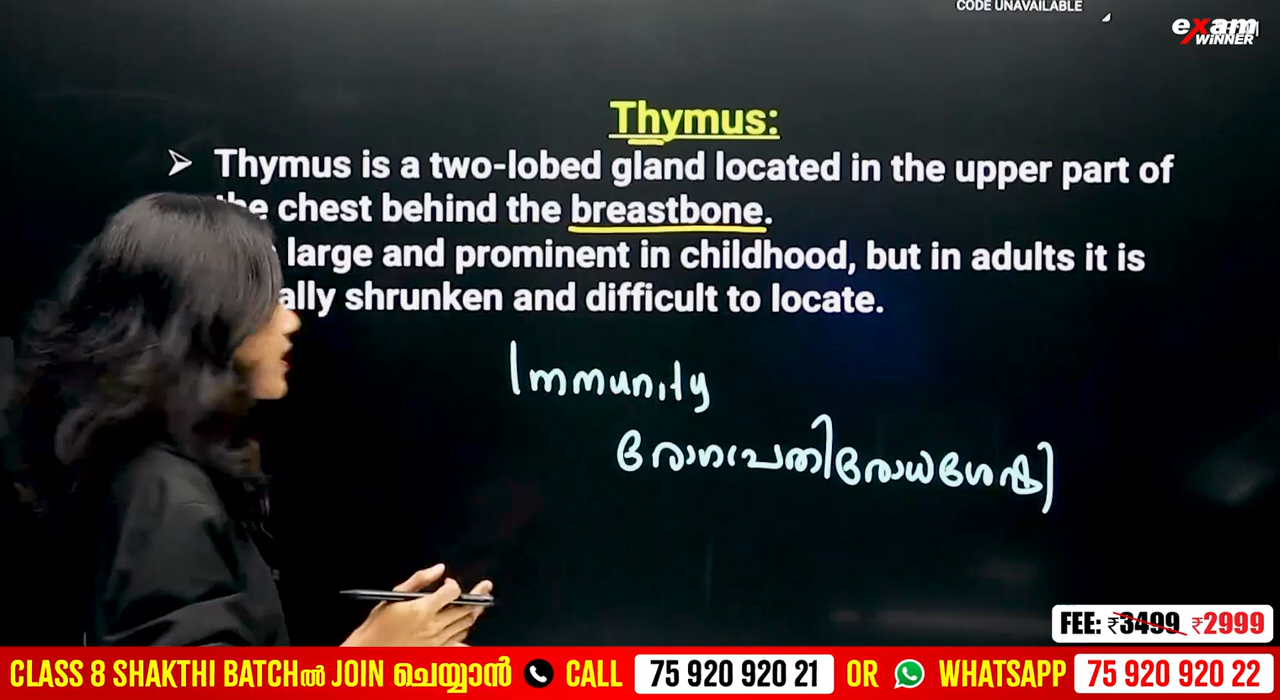 CODE UNAVAILABLE
exam
WiNNER
Thymus:
➤ Thymus is a two-lobed gland located in the upper part of
the chest behind the breastbone.
large and prominent in childhood, but in adults it is
ally shrunken and difficult to locate.
Immunity
രോഗപ്രതിരോധശേഷി
FEE: ₹3499 ₹2999
CLASS 8 SHAKTHI BATCHൽ JOIN ചെയ്യാൻ CALL 75 920 920 21 OR WHATSAPP 75 920 920 22